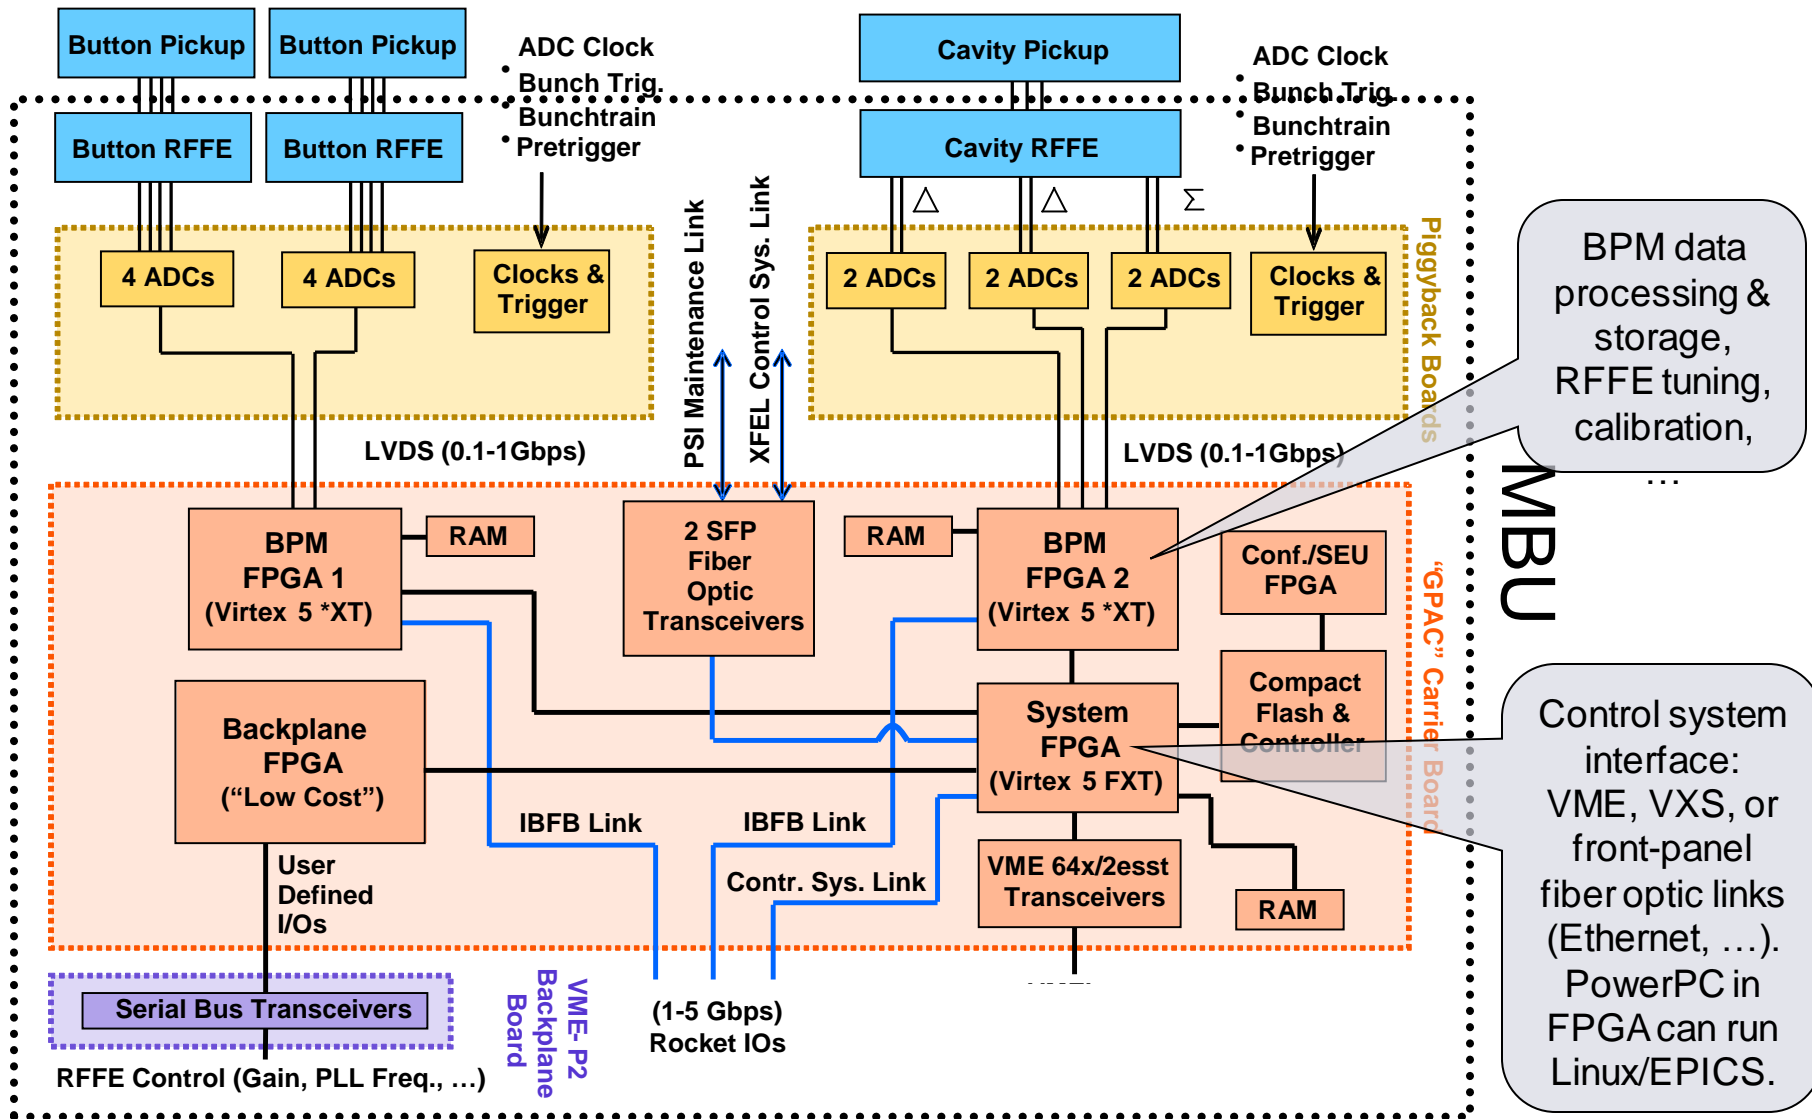 Button Pickup
Button Pickup
ADC Clock
• Bunch Trig.
• Bunchtrain
• Pretrigger
Cavity Pickup
ADC Clock
• Bunch Trig.
• Bunchtrain
• Pretrigger
Button RFFE
Button RFFE
Cavity RFFE
△
△
Σ
4 ADCs
4 ADCs
Clocks &
Trigger
PSI Maintenance Link
XFEL Control Sys. Link
2 ADCs
2 ADCs
2 ADCs
Clocks &
Trigger
Piggyback Boards
BPM data
processing &
storage,
RFFE tuning,
calibration,
…
LVDS (0.1-1Gbps)
LVDS (0.1-1Gbps)
MBU
BPM
FPGA 1
(Virtex 5 *XT)
RAM
2 SFP
Fiber
Optic
Transceivers
RAM
BPM
FPGA 2
(Virtex 5 *XT)
Conf./SEU
FPGA
"GPAC" Carrier Board
Backplane
FPGA
("Low Cost")
System
FPGA
(Virtex 5 FXT)
Compact
Flash &
Controller
Control system
interface:
VME, VXS, or
front-panel
fiber optic links
(Ethernet, …).
PowerPC in
FPGA can run
Linux/EPICS.
IBFB Link
IBFB Link
Contr. Sys. Link
User
Defined
I/Os
VME 64x/2esst
Transceivers
RAM
Serial Bus Transceivers
VME- P2
Backplane
Board
(1-5 Gbps)
Rocket IOs
RFFE Control (Gain, PLL Freq., …)